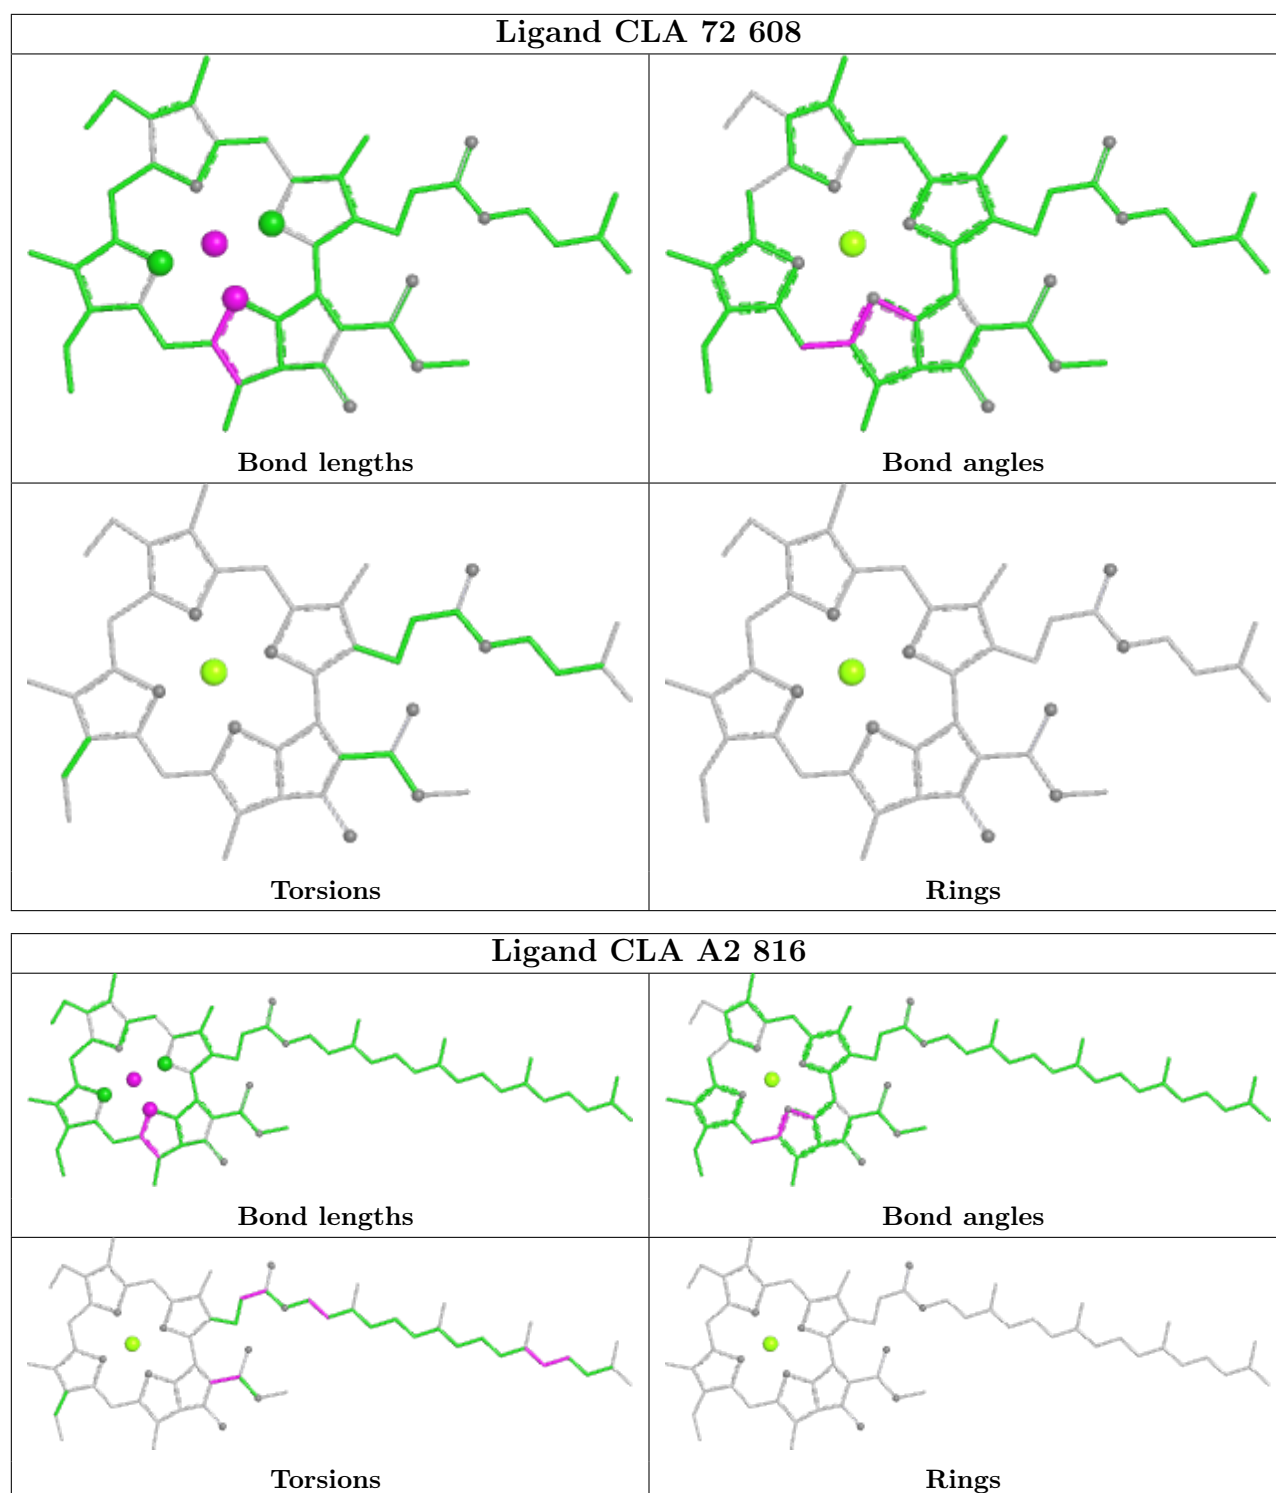 Ligand CLA 72 608
Bond lengths
Bond angles
Torsions
Rings
Ligand CLA A2 816
Bond lengths
Bond angles
Torsions
Rings